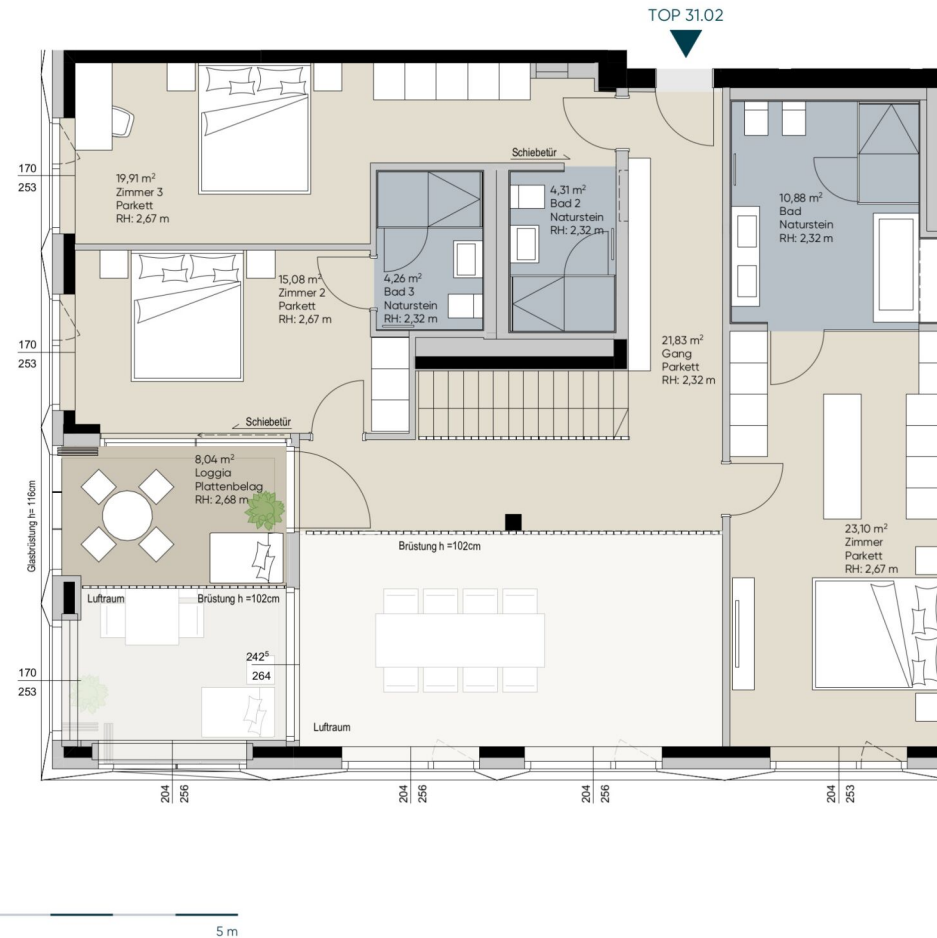 TOP 31.02
Schiebetür
170
253
19,91 m²
Zimmer 3
Parkett
RH: 2,67 m
4,31 m²
Bad 2
Naturstein
RH: 2,32 m
10,88 m²
Bad
Naturstein
RH: 2,32 m
15,08 m²
Zimmer 2
Parkett
RH: 2,67 m
4,26 m²
Bad 3
Naturstein
RH: 2,32 m
170
253
21,83 m²
Gang
Parkett
RH: 2,32 m
Schiebetür
8,04 m²
Loggia
Plattenbelag
RH: 2,68 m
Glasbrüstung h= 116cm
23,10 m²
Zimmer
Parkett
RH: 2,67 m
Brüstung h =102cm
Luftraum
Brüstung h =102cm
242⁵
264
170
253
Luftraum
204
256
204
256
204
256
204
253
5 m